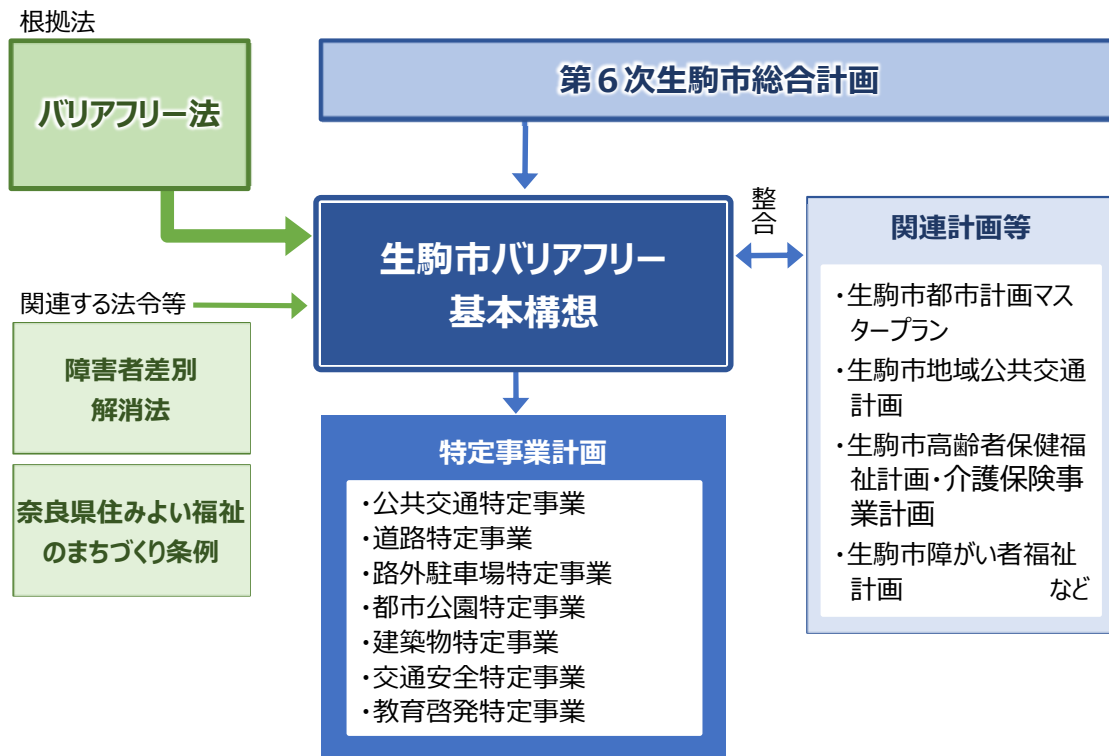 根拠法
バリアフリー法
第６次生駒市総合計画
生駒市バリアフリー
基本構想
整合
関連計画等
・生駒市都市計画マス
タープラン
・生駒市地域公共交通
計画
・生駒市高齢者保健福
祉計画・介護保険事
業計画
・生駒市障がい者福祉
計画 など
関連する法令等
障害者差別
解消法
奈良県住みよい福祉
のまちづくり条例
特定事業計画
・公共交通特定事業
・道路特定事業
・路外駐車場特定事業
・都市公園特定事業
・建築物特定事業
・交通安全特定事業
・教育啓発特定事業